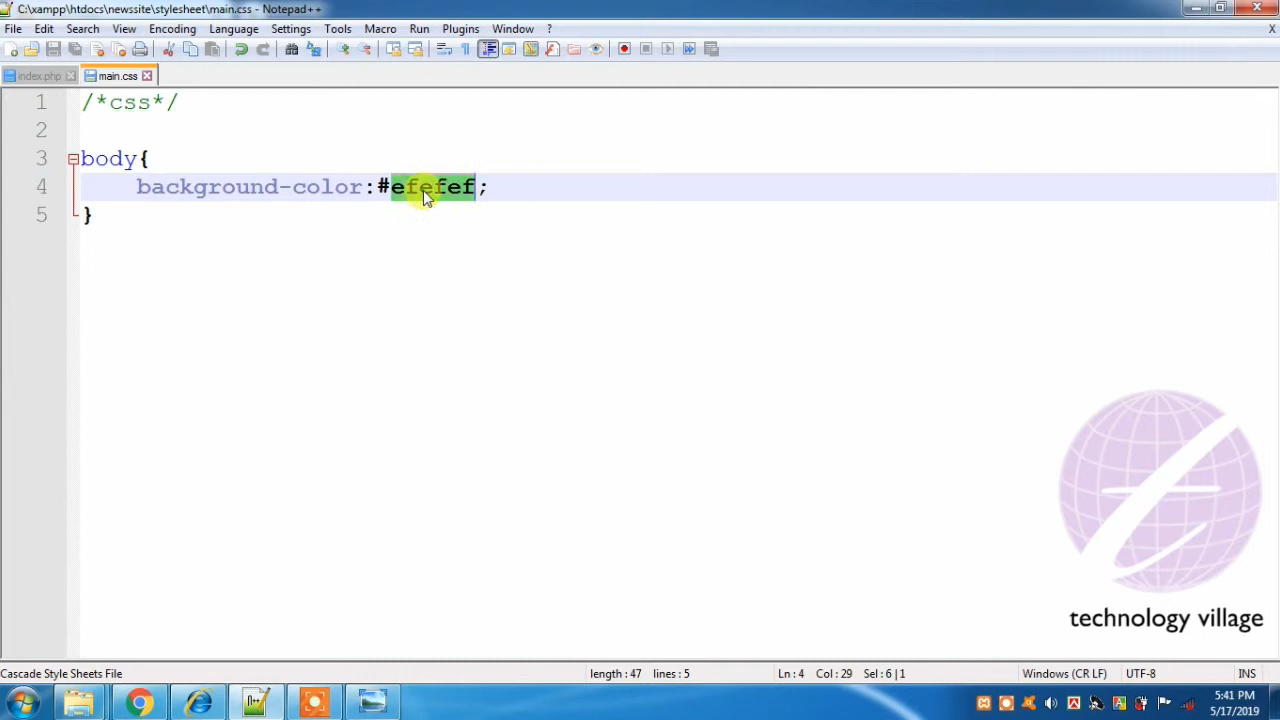 C:\xampp\htdocs\newssite\stylesheet\main.css - Notepad++
File Edit Search View Encoding Language Settings Tools Macro Run Plugins Window ? X
index.php main.css
1 /*css*/
2
3 body{
4 background-color:#efefef;
5 }
technology village
Cascade Style Sheets File length:47 lines:5 Ln:4 Col:29 Sel:6|1 Windows (CR LF) UTF-8 INS
5:41 PM
5/17/2019